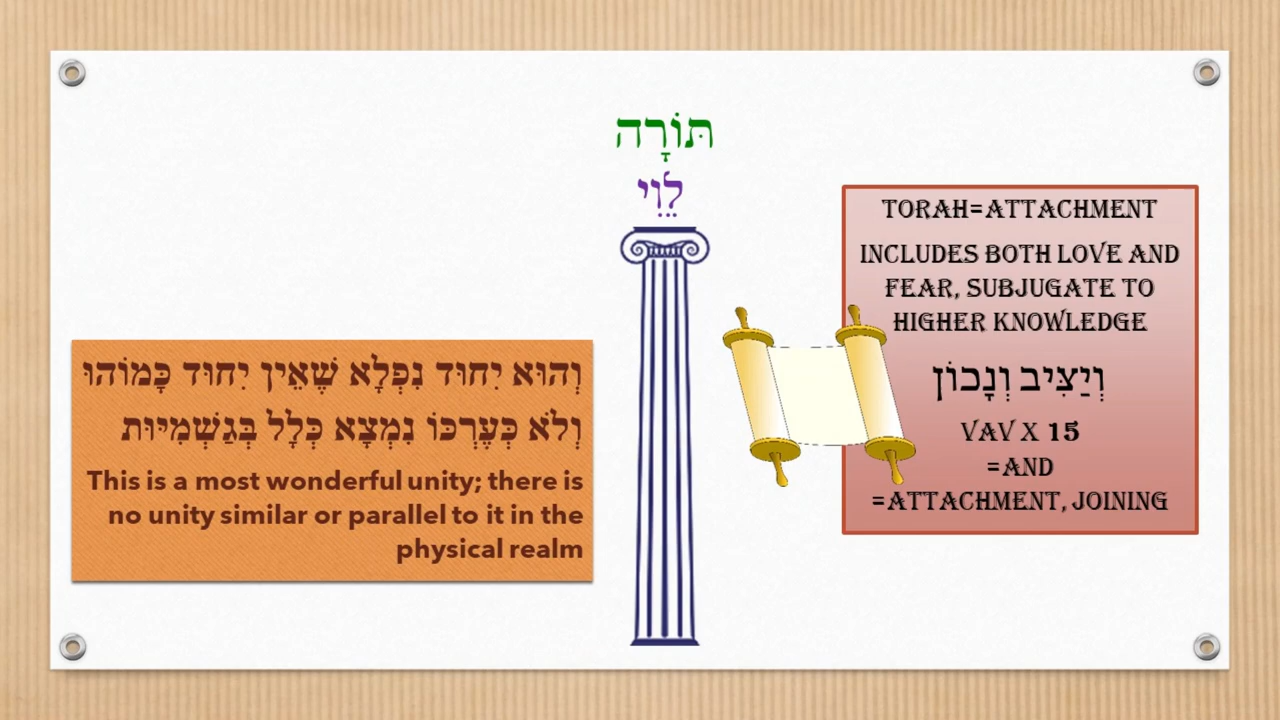 תּוֹרָה
לֵוִי
TORAH=ATTACHMENT
INCLUDES BOTH LOVE AND
FEAR, SUBJUGATE TO
HIGHER KNOWLEDGE
וְיַצִּיב וְנָכוֹן
VAV X 15
=AND
=ATTACHMENT, JOINING
וְהוּא יִחוּד נִפְלָא שֶׁאֵין יִחוּד כָּמוֹהוּ
וְלֹא כְּעֶרְכּוֹ נִמְצָא כְּלָל בְּגַשְׁמִיּוּת
This is a most wonderful unity; there is
no unity similar or parallel to it in the
physical realm